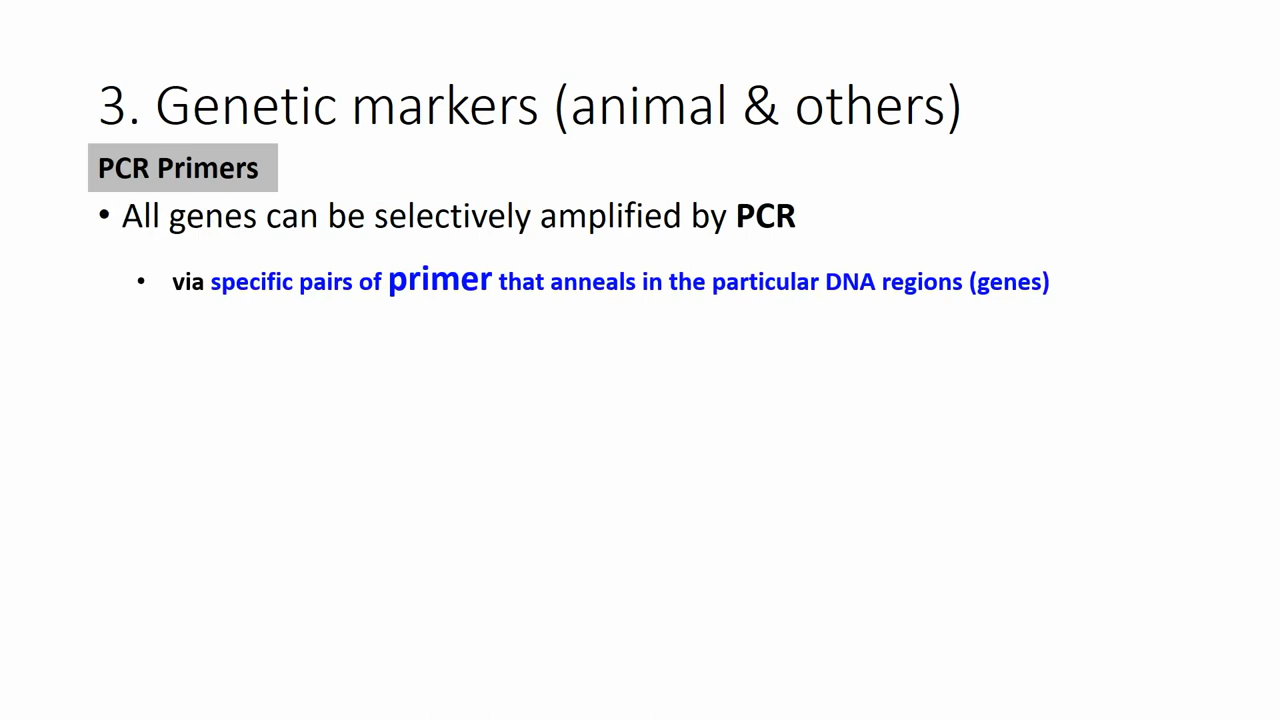 3. Genetic markers (animal & others)
PCR Primers
• All genes can be selectively amplified by PCR
• via specific pairs of primer that anneals in the particular DNA regions (genes)